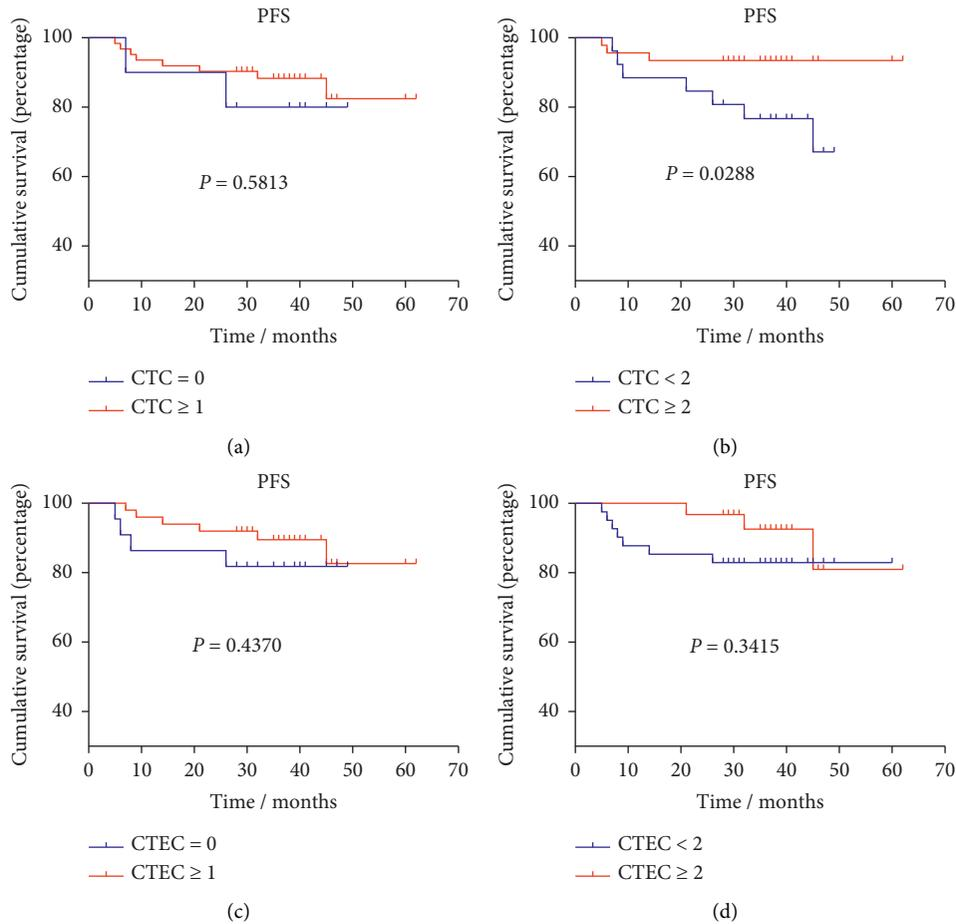 PFS
Cumulative survival (percentage)
100
80
60
40
P = 0.5813
0 10 20 30 40 50 60 70
Time / months
CTC = 0
CTC ≥ 1
(a)
PFS
Cumulative survival (percentage)
100
80
60
40
P = 0.0288
0 10 20 30 40 50 60 70
Time / months
CTC < 2
CTC ≥ 2
(b)
PFS
Cumulative survival (percentage)
100
80
60
40
P = 0.4370
0 10 20 30 40 50 60 70
Time / months
CTEC = 0
CTEC ≥ 1
(c)
PFS
Cumulative survival (percentage)
100
80
60
40
P = 0.3415
0 10 20 30 40 50 60 70
Time / months
CTEC < 2
CTEC ≥ 2
(d)